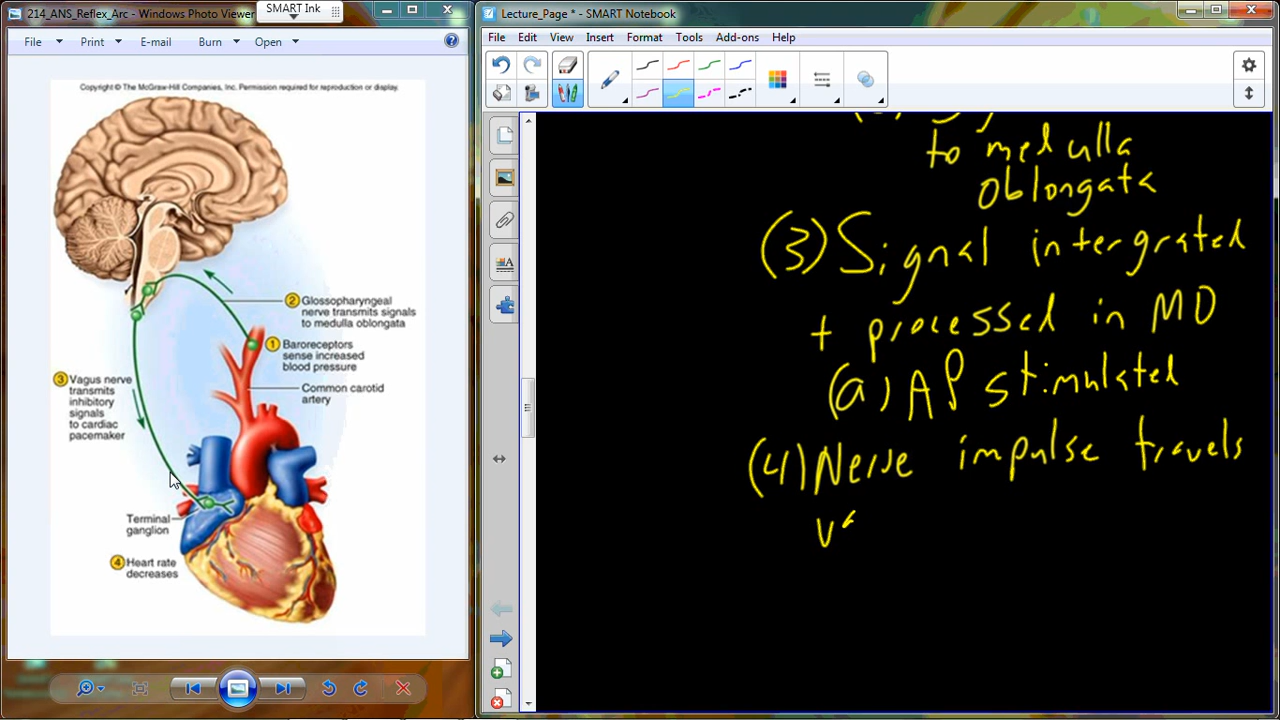 214_ANS_Reflex_Arc - Windows Photo Viewer
SMART Ink
File Print E-mail Burn Open
Copyright © The McGraw-Hill Companies, Inc. Permission required for reproduction or display.
2 Glossopharyngeal
nerve transmits signals
to medulla oblongata
1 Baroreceptors
sense increased
blood pressure
Common carotid
artery
3 Vagus nerve
transmits
inhibitory
signals
to cardiac
pacemaker
Terminal
ganglion
4 Heart rate
decreases
Lecture_Page * - SMART Notebook
File Edit View Insert Format Tools Add-ons Help
to medulla
Oblongata
(3) Signal intergrated
+ processed in MO
(a) AP stimulated
(4) Nerve impulse travels
va